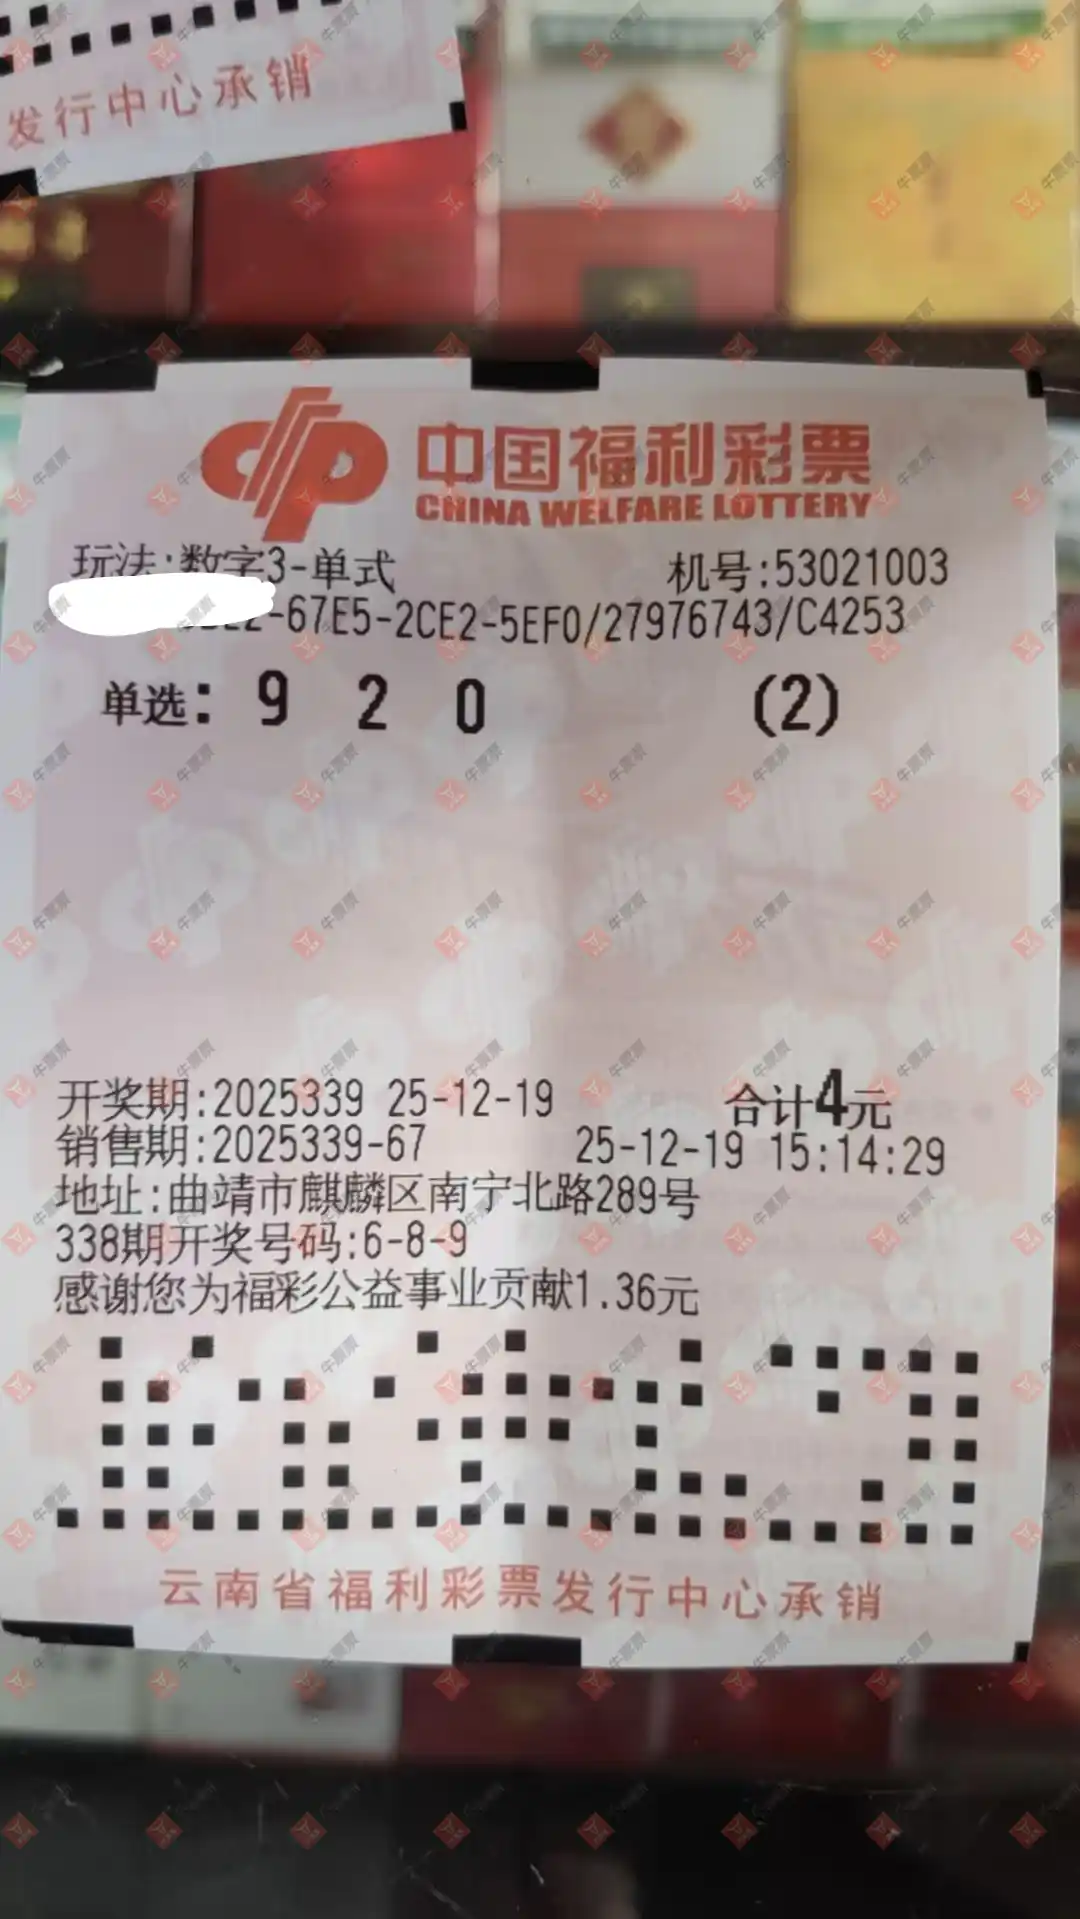 发行中心承销
中国福利彩票
CHINA WELFARE LOTTERY
玩法:数字3-单式 机号:53021003
-67E5-2CE2-5EF0/27976743/C4253
单选: 9 2 0 (2)
开奖期:2025339 25-12-19 合计4元
销售期:2025339-67 25-12-19 15:14:29
地址:曲靖市麒麟区南宁北路289号
338期开奖号码:6-8-9
感谢您为福彩公益事业贡献1.36元
云南省福利彩票发行中心承销
牛票票